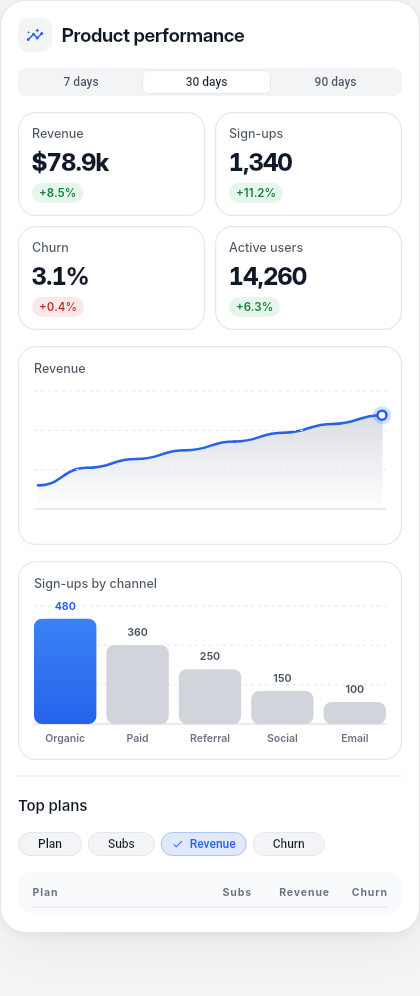 Product performance
7 days 30 days 90 days
Revenue
$78.9k
+8.5%
Sign-ups
1,340
+11.2%
Churn
3.1%
+0.4%
Active users
14,260
+6.3%
Revenue
Sign-ups by channel
480
360
250
150
100
Organic Paid Referral Social Email
Top plans
Plan Subs Revenue Churn
Plan Subs Revenue Churn